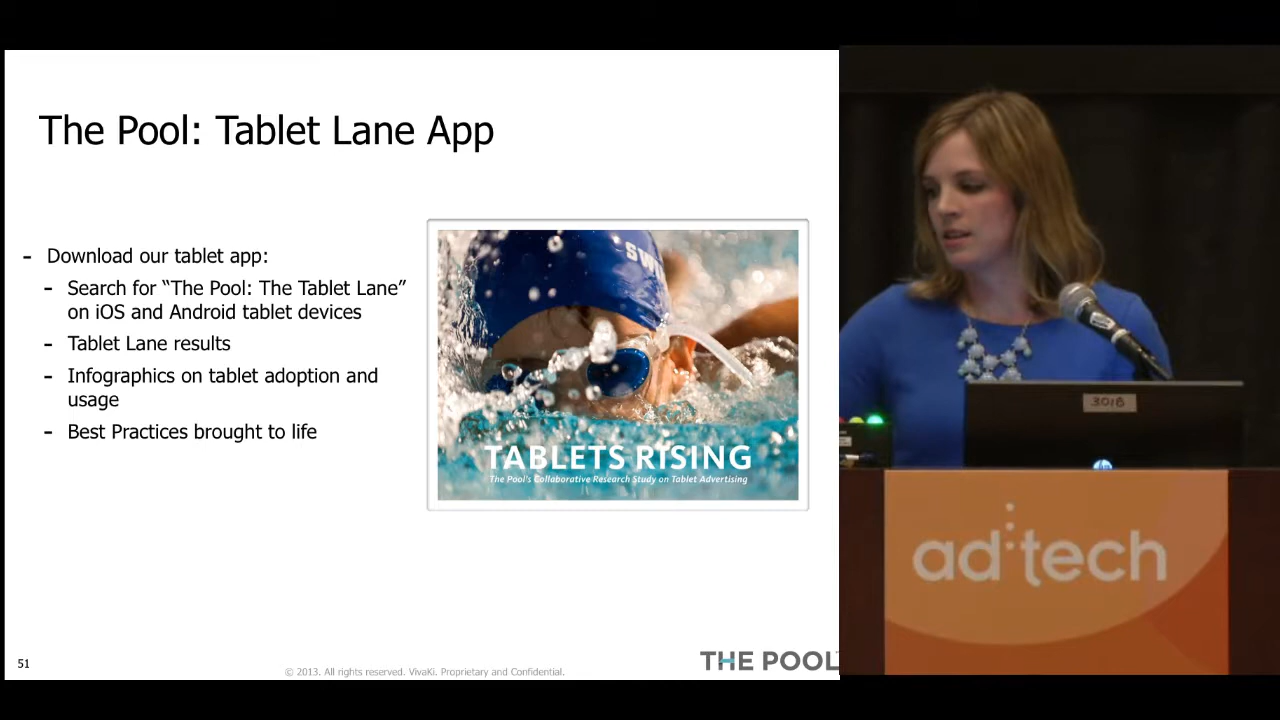 The Pool: Tablet Lane App
- Download our tablet app:
- Search for “The Pool: The Tablet Lane”
on iOS and Android tablet devices
- Tablet Lane results
- Infographics on tablet adoption and
usage
- Best Practices brought to life
SWI
TABLETS RISING
The Pool's Collaborative Research Study on Tablet Advertising
51
© 2013. All rights reserved. VivaKi. Proprietary and Confidential.
THE POOL
301B
hp
ad:tech